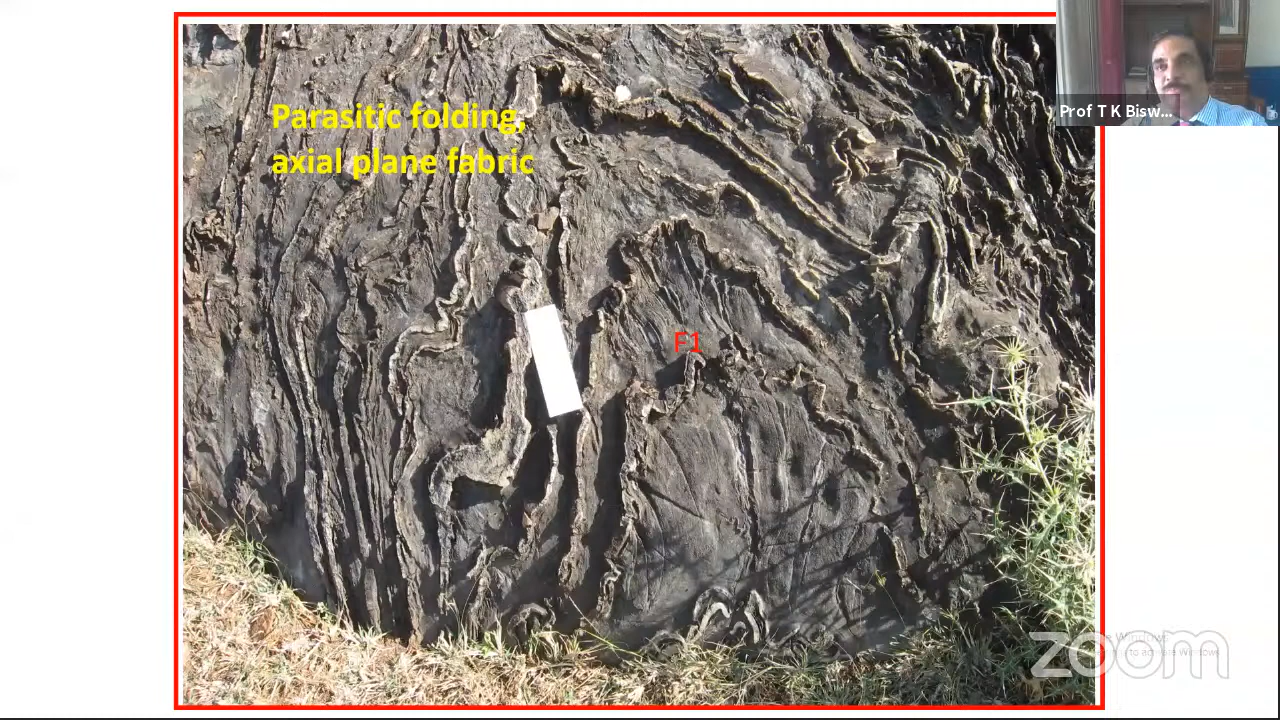 Parasitic folding,
axial plane fabric
F1
Prof T K Bisw...
zoom